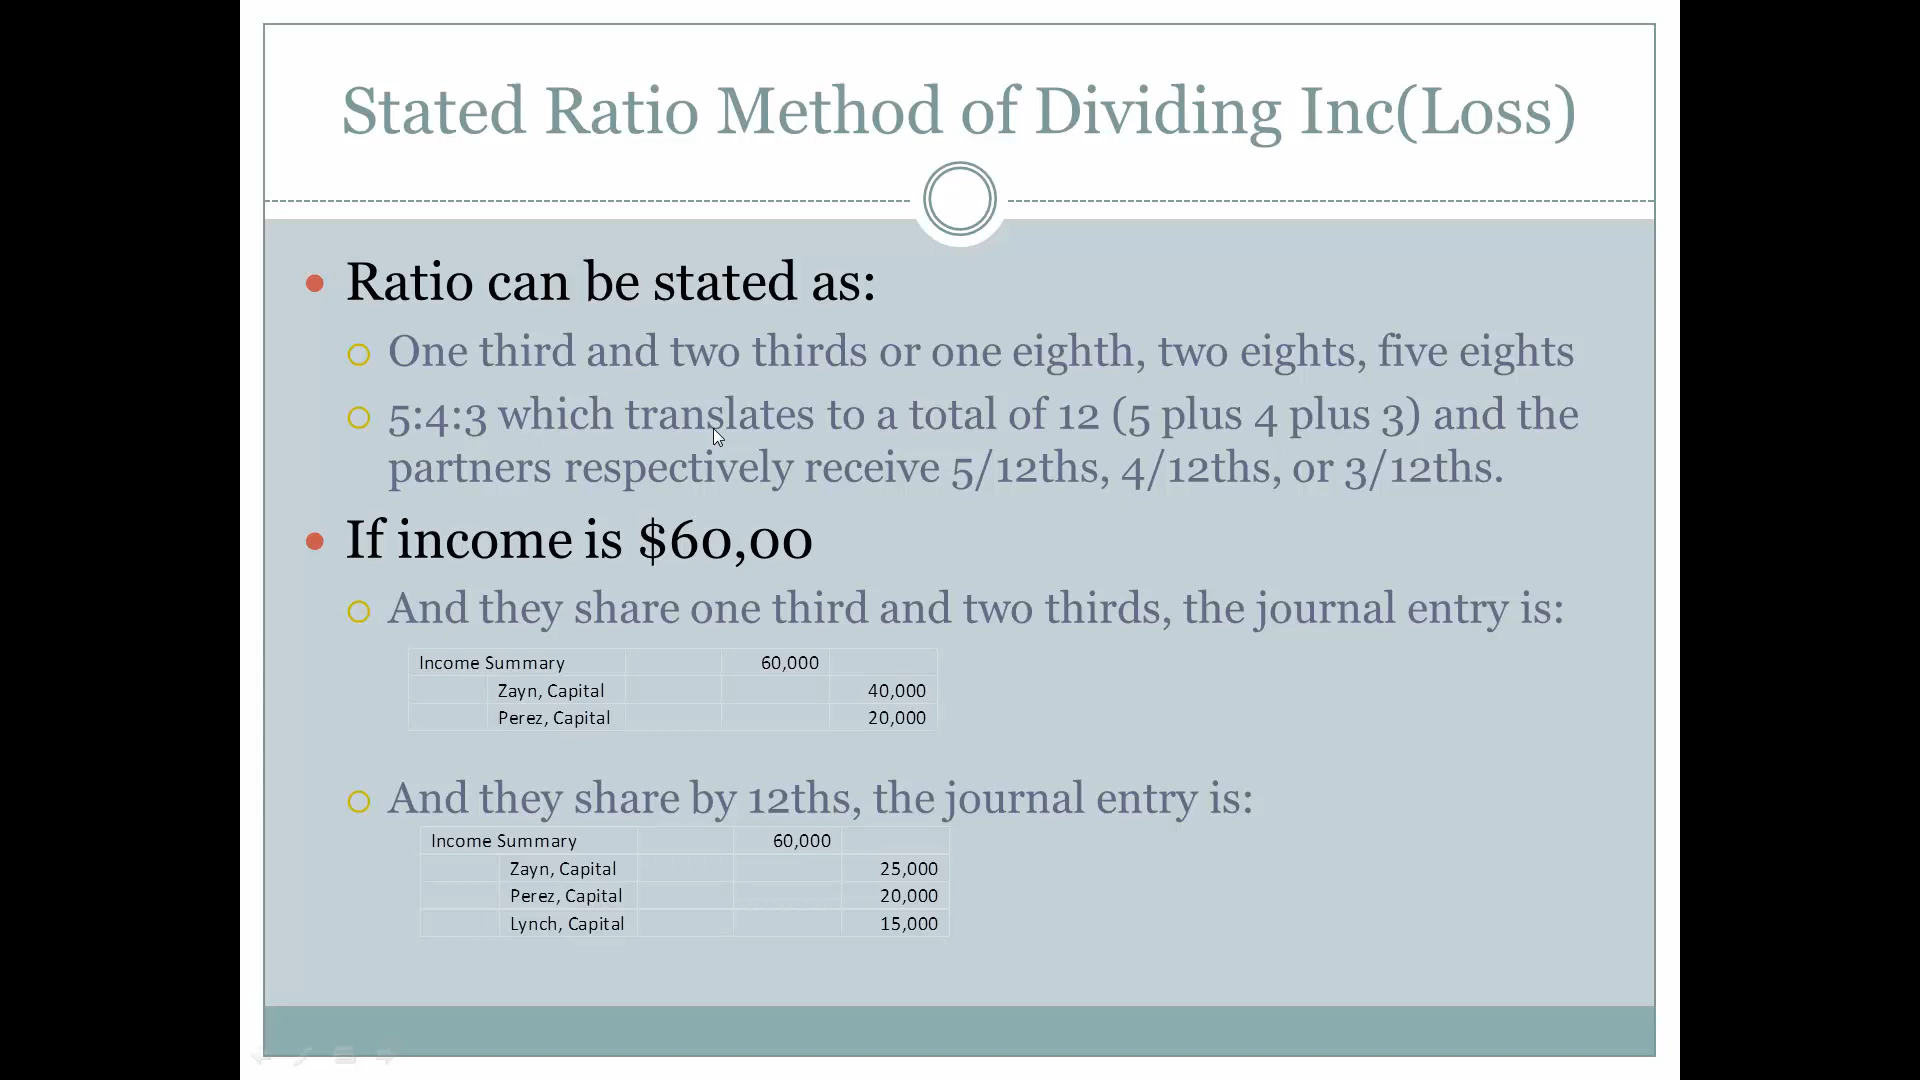 Stated Ratio Method of Dividing Inc(Loss)
Ratio can be stated as:
One third and two thirds or one eighth, two eights, five eights
5:4:3 which translates to a total of 12 (5 plus 4 plus 3) and the
partners respectively receive 5/12ths, 4/12ths, or 3/12ths.
If income is $60,00
And they share one third and two thirds, the journal entry is:
Income Summary 60,000
Zayn, Capital 40,000
Perez, Capital 20,000
And they share by 12ths, the journal entry is:
Income Summary 60,000
Zayn, Capital 25,000
Perez, Capital 20,000
Lynch, Capital 15,000